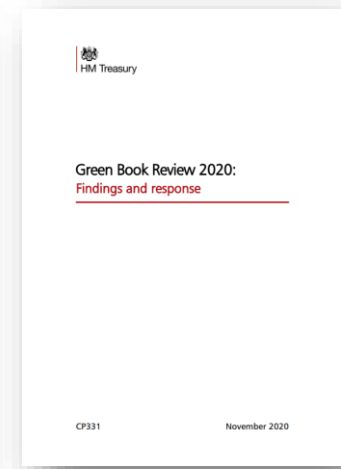 HM Treasury
Green Book Review 2020:
Findings and response
CP331 November 2020